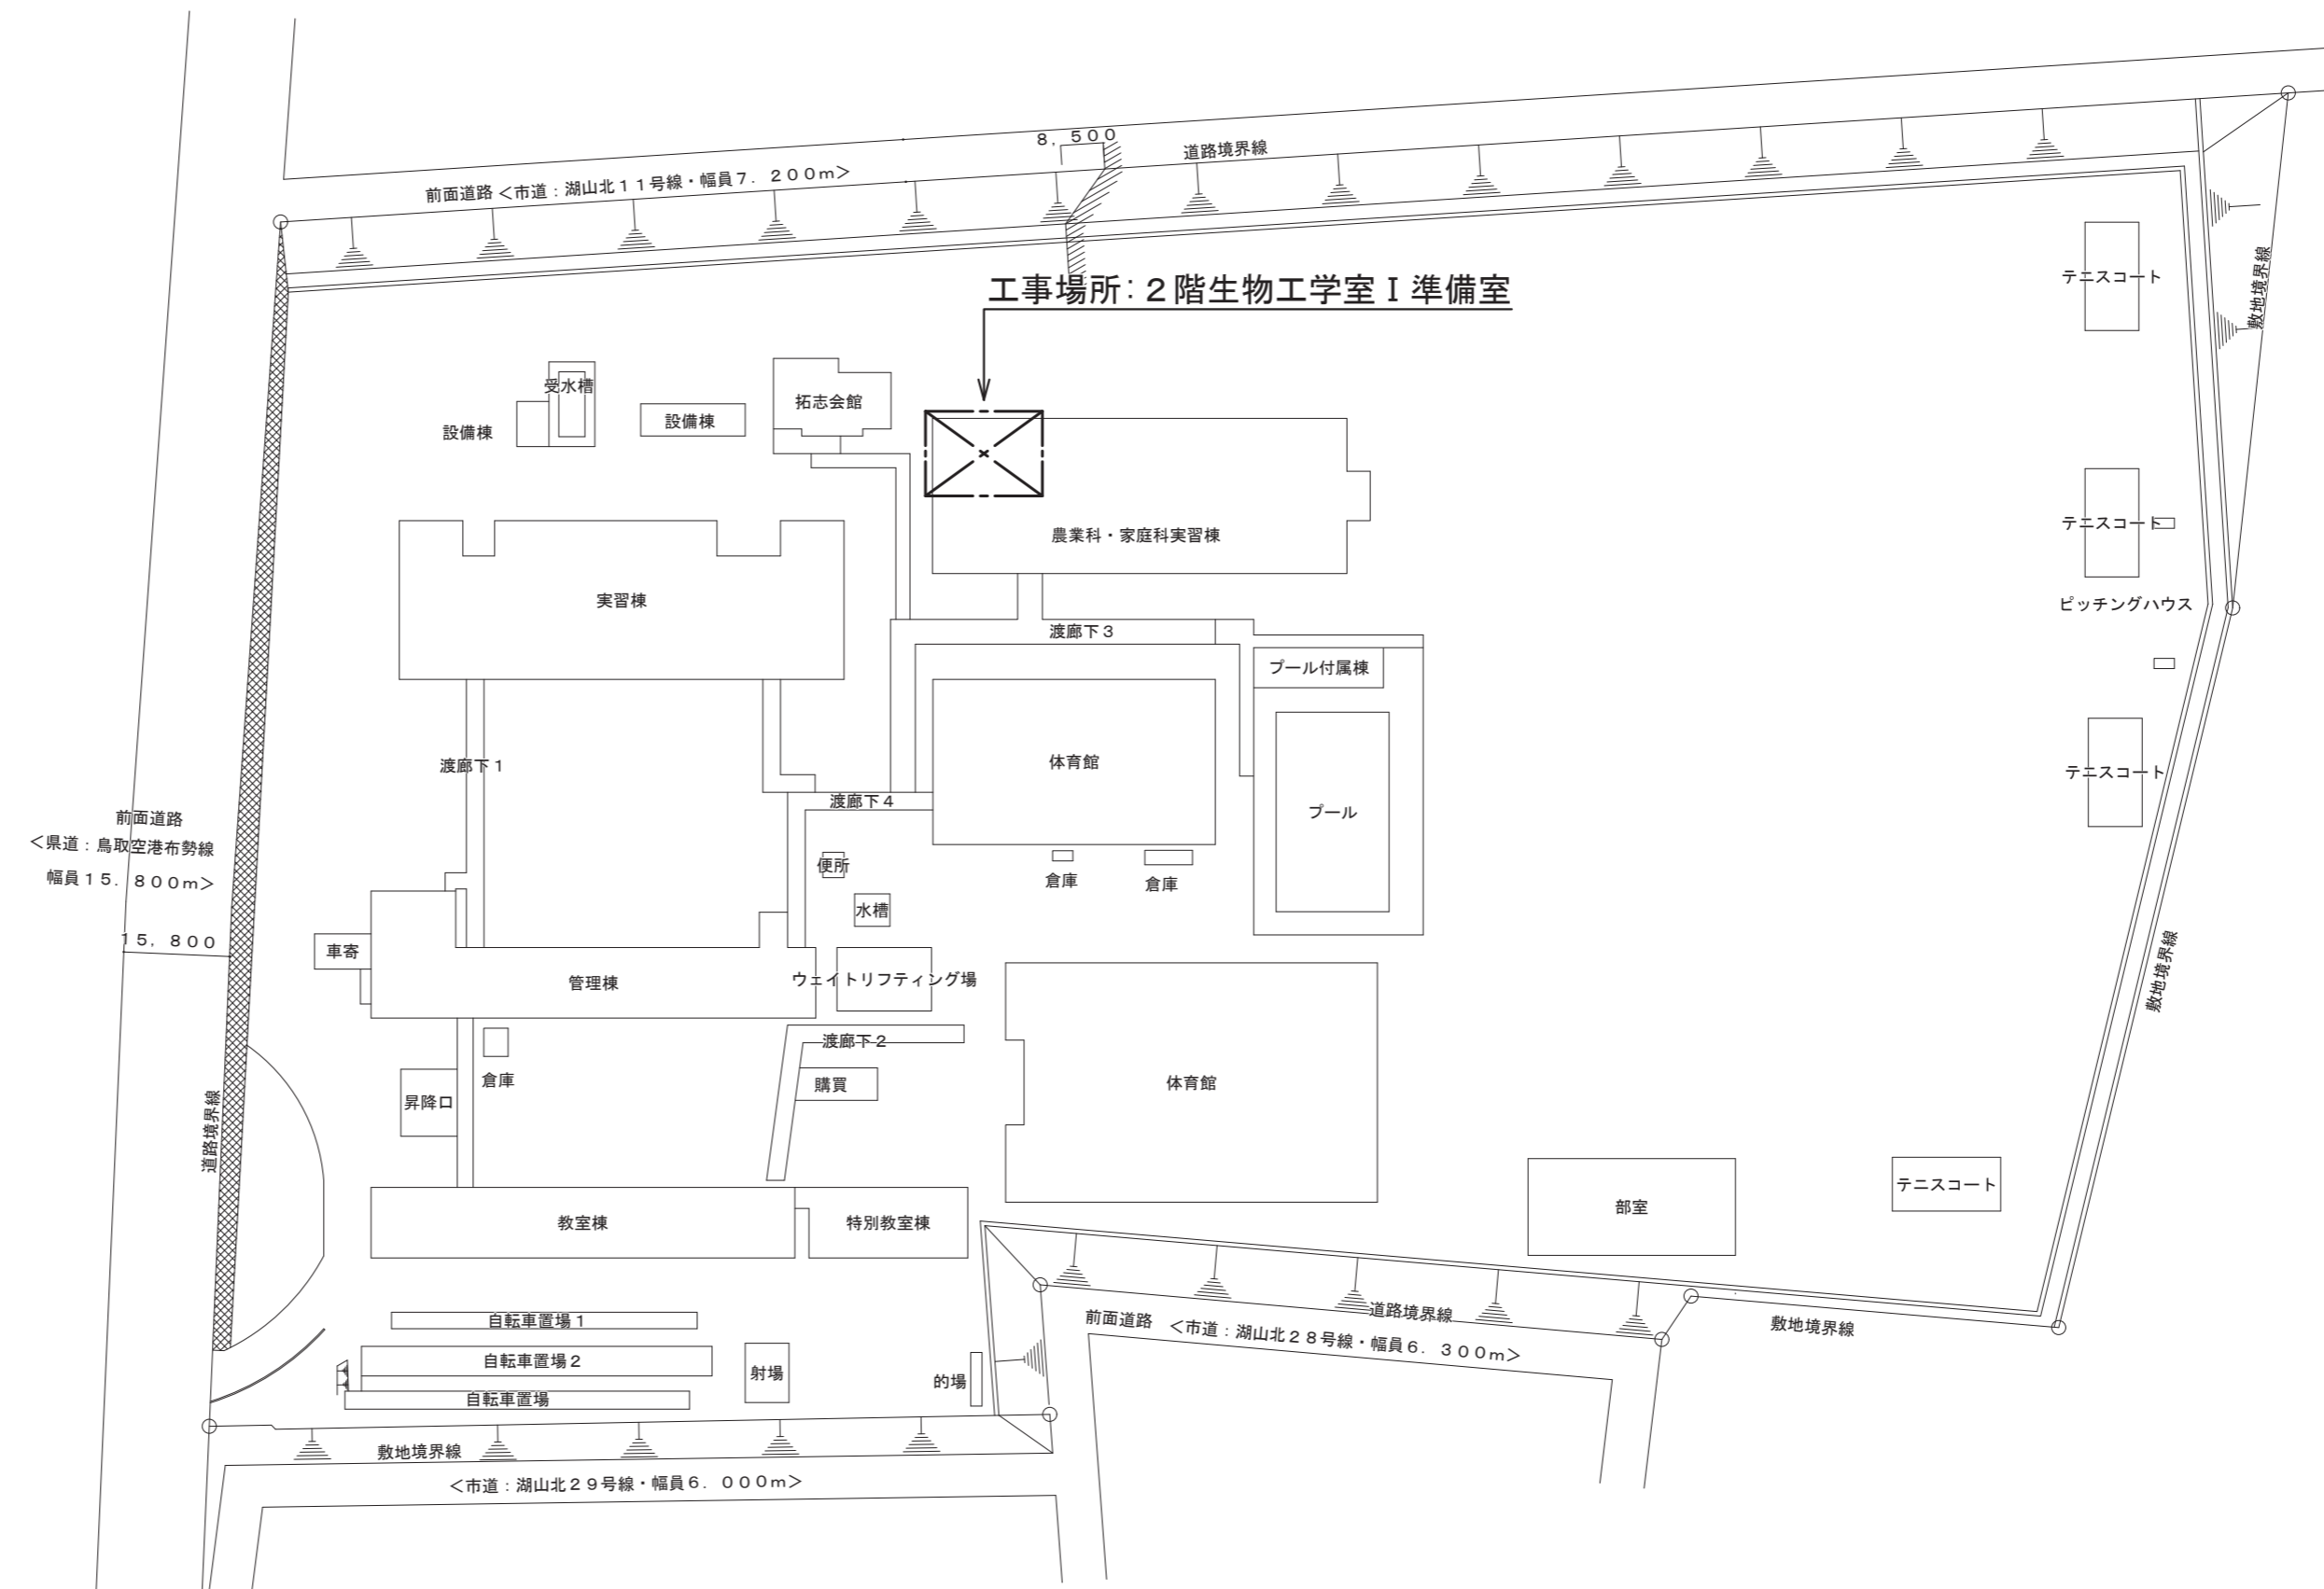 ８，５００
道路境界線
前面道路 ＜市道：湖山北１１号線・幅員７．２００ｍ＞
工事場所：２階生物工学室Ⅰ準備室
テニスコート
敷地境界線
受水槽
設備棟
設備棟
拓志会館
農業科・家庭科実習棟
テニスコート
ピッチングハウス
実習棟
渡廊下３
プール付属棟
渡廊下１
体育館
テニスコート
渡廊下４
プール
前面道路
＜県道：鳥取空港布勢線
幅員１５．８００ｍ＞
１５，８００
便所
倉庫
倉庫
水槽
車寄
管理棟
ウェイトリフティング場
敷地境界線
渡廊下２
倉庫
購買
体育館
昇降口
道路境界線
教室棟
特別教室棟
部室
テニスコート
自転車置場１
自転車置場２
自転車置場
射場
的場
道路境界線
前面道路 ＜市道：湖山北２８号線・幅員６．３００ｍ＞
敷地境界線
敷地境界線
＜市道：湖山北２９号線・幅員６．０００ｍ＞